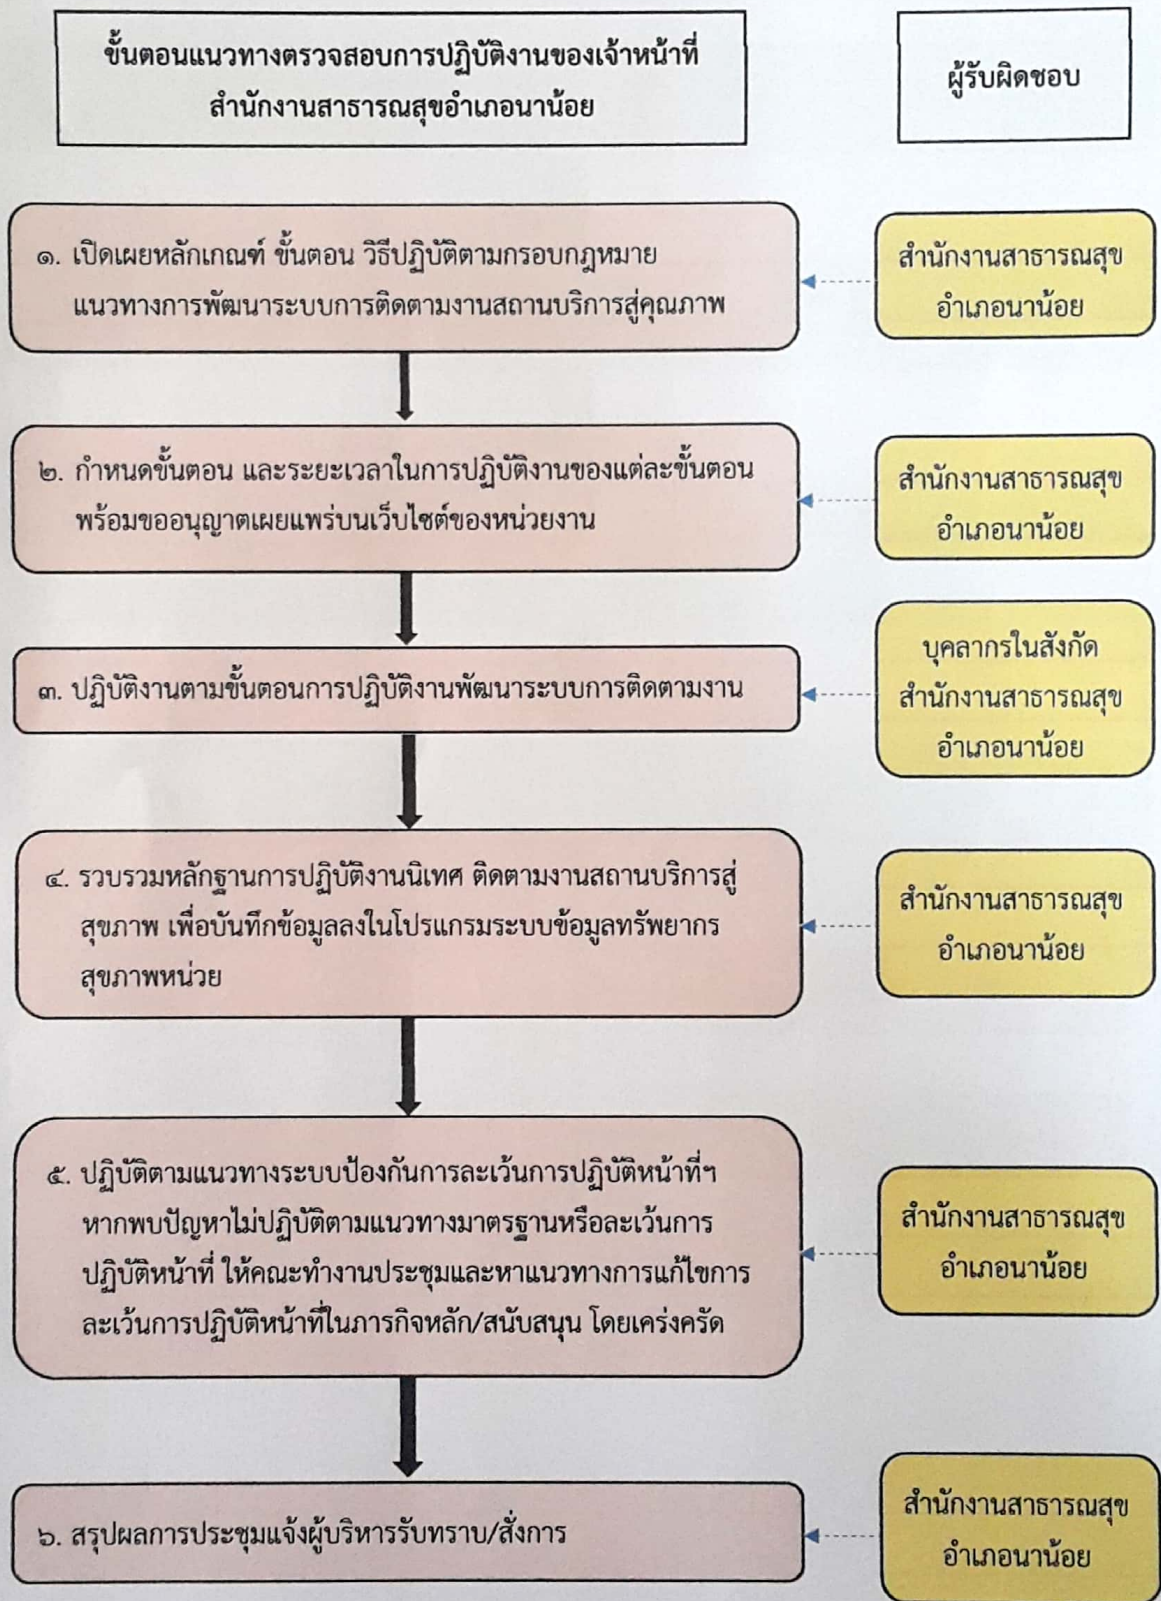 ขั้นตอนแนวทางตรวจสอบการปฏิบัติงานของเจ้าหน้าที่
สำนักงานสาธารณสุขอำเภอนาน้อย
ผู้รับผิดชอบ
๑. เปิดเผยหลักเกณฑ์ ขั้นตอน วิธีปฏิบัติตามกรอบกฎหมาย
แนวทางการพัฒนาระบบการติดตามงานสถานบริการสู่คุณภาพ
สำนักงานสาธารณสุข
อำเภอนาน้อย
๒. กำหนดขั้นตอน และระยะเวลาในการปฏิบัติงานของแต่ละขั้นตอน
พร้อมขออนุญาตเผยแพร่บนเว็บไซต์ของหน่วยงาน
สำนักงานสาธารณสุข
อำเภอนาน้อย
๓. ปฏิบัติงานตามขั้นตอนการปฏิบัติงานพัฒนาระบบการติดตามงาน
บุคลากรในสังกัด
สำนักงานสาธารณสุข
อำเภอนาน้อย
๔. รวบรวมหลักฐานการปฏิบัติงานนิเทศ ติดตามงานสถานบริการสู่
สุขภาพ เพื่อบันทึกข้อมูลลงในโปรแกรมระบบข้อมูลทรัพยากร
สุขภาพหน่วย
สำนักงานสาธารณสุข
อำเภอนาน้อย
๕. ปฏิบัติตามแนวทางระบบป้องกันการละเว้นการปฏิบัติหน้าที่ฯ
หากพบปัญหาไม่ปฏิบัติตามแนวทางมาตรฐานหรือละเว้นการ
ปฏิบัติหน้าที่ ให้คณะทำงานประชุมและหาแนวทางการแก้ไขการ
ละเว้นการปฏิบัติหน้าที่ในภารกิจหลัก/สนับสนุน โดยเคร่งครัด
สำนักงานสาธารณสุข
อำเภอนาน้อย
๖. สรุปผลการประชุมแจ้งผู้บริหารรับทราบ/สั่งการ
สำนักงานสาธารณสุข
อำเภอนาน้อย